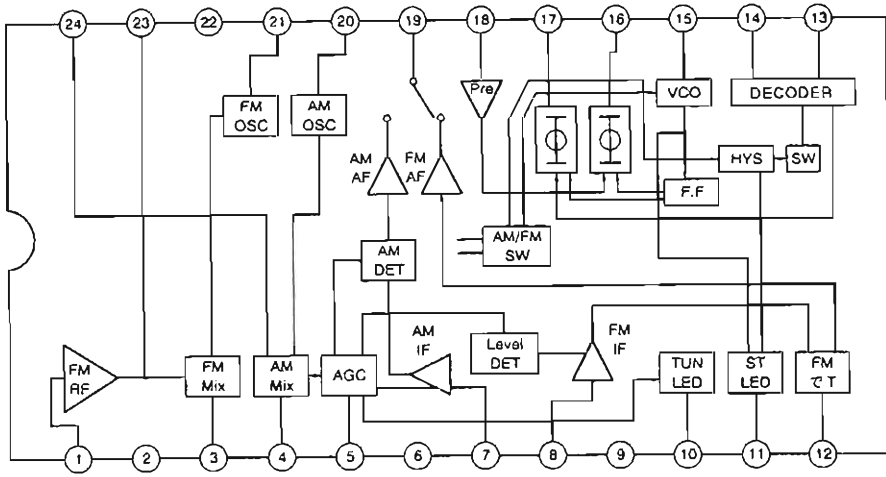 24 23 22 21 20 19 18 17 16 15 14 13
Pre
VCO
DECODER
FM
OSC
AM
OSC
AM
AF
FM
AF
HYS
SW
F.F
AM/FM
SW
AM
DET
FM
RF
FM
Mix
AM
Mix
AGC
AM
IF
Level
DET
FM
IF
TUN
LED
ST
LED
FM
1 2 3 4 5 6 7 8 9 10 11 12